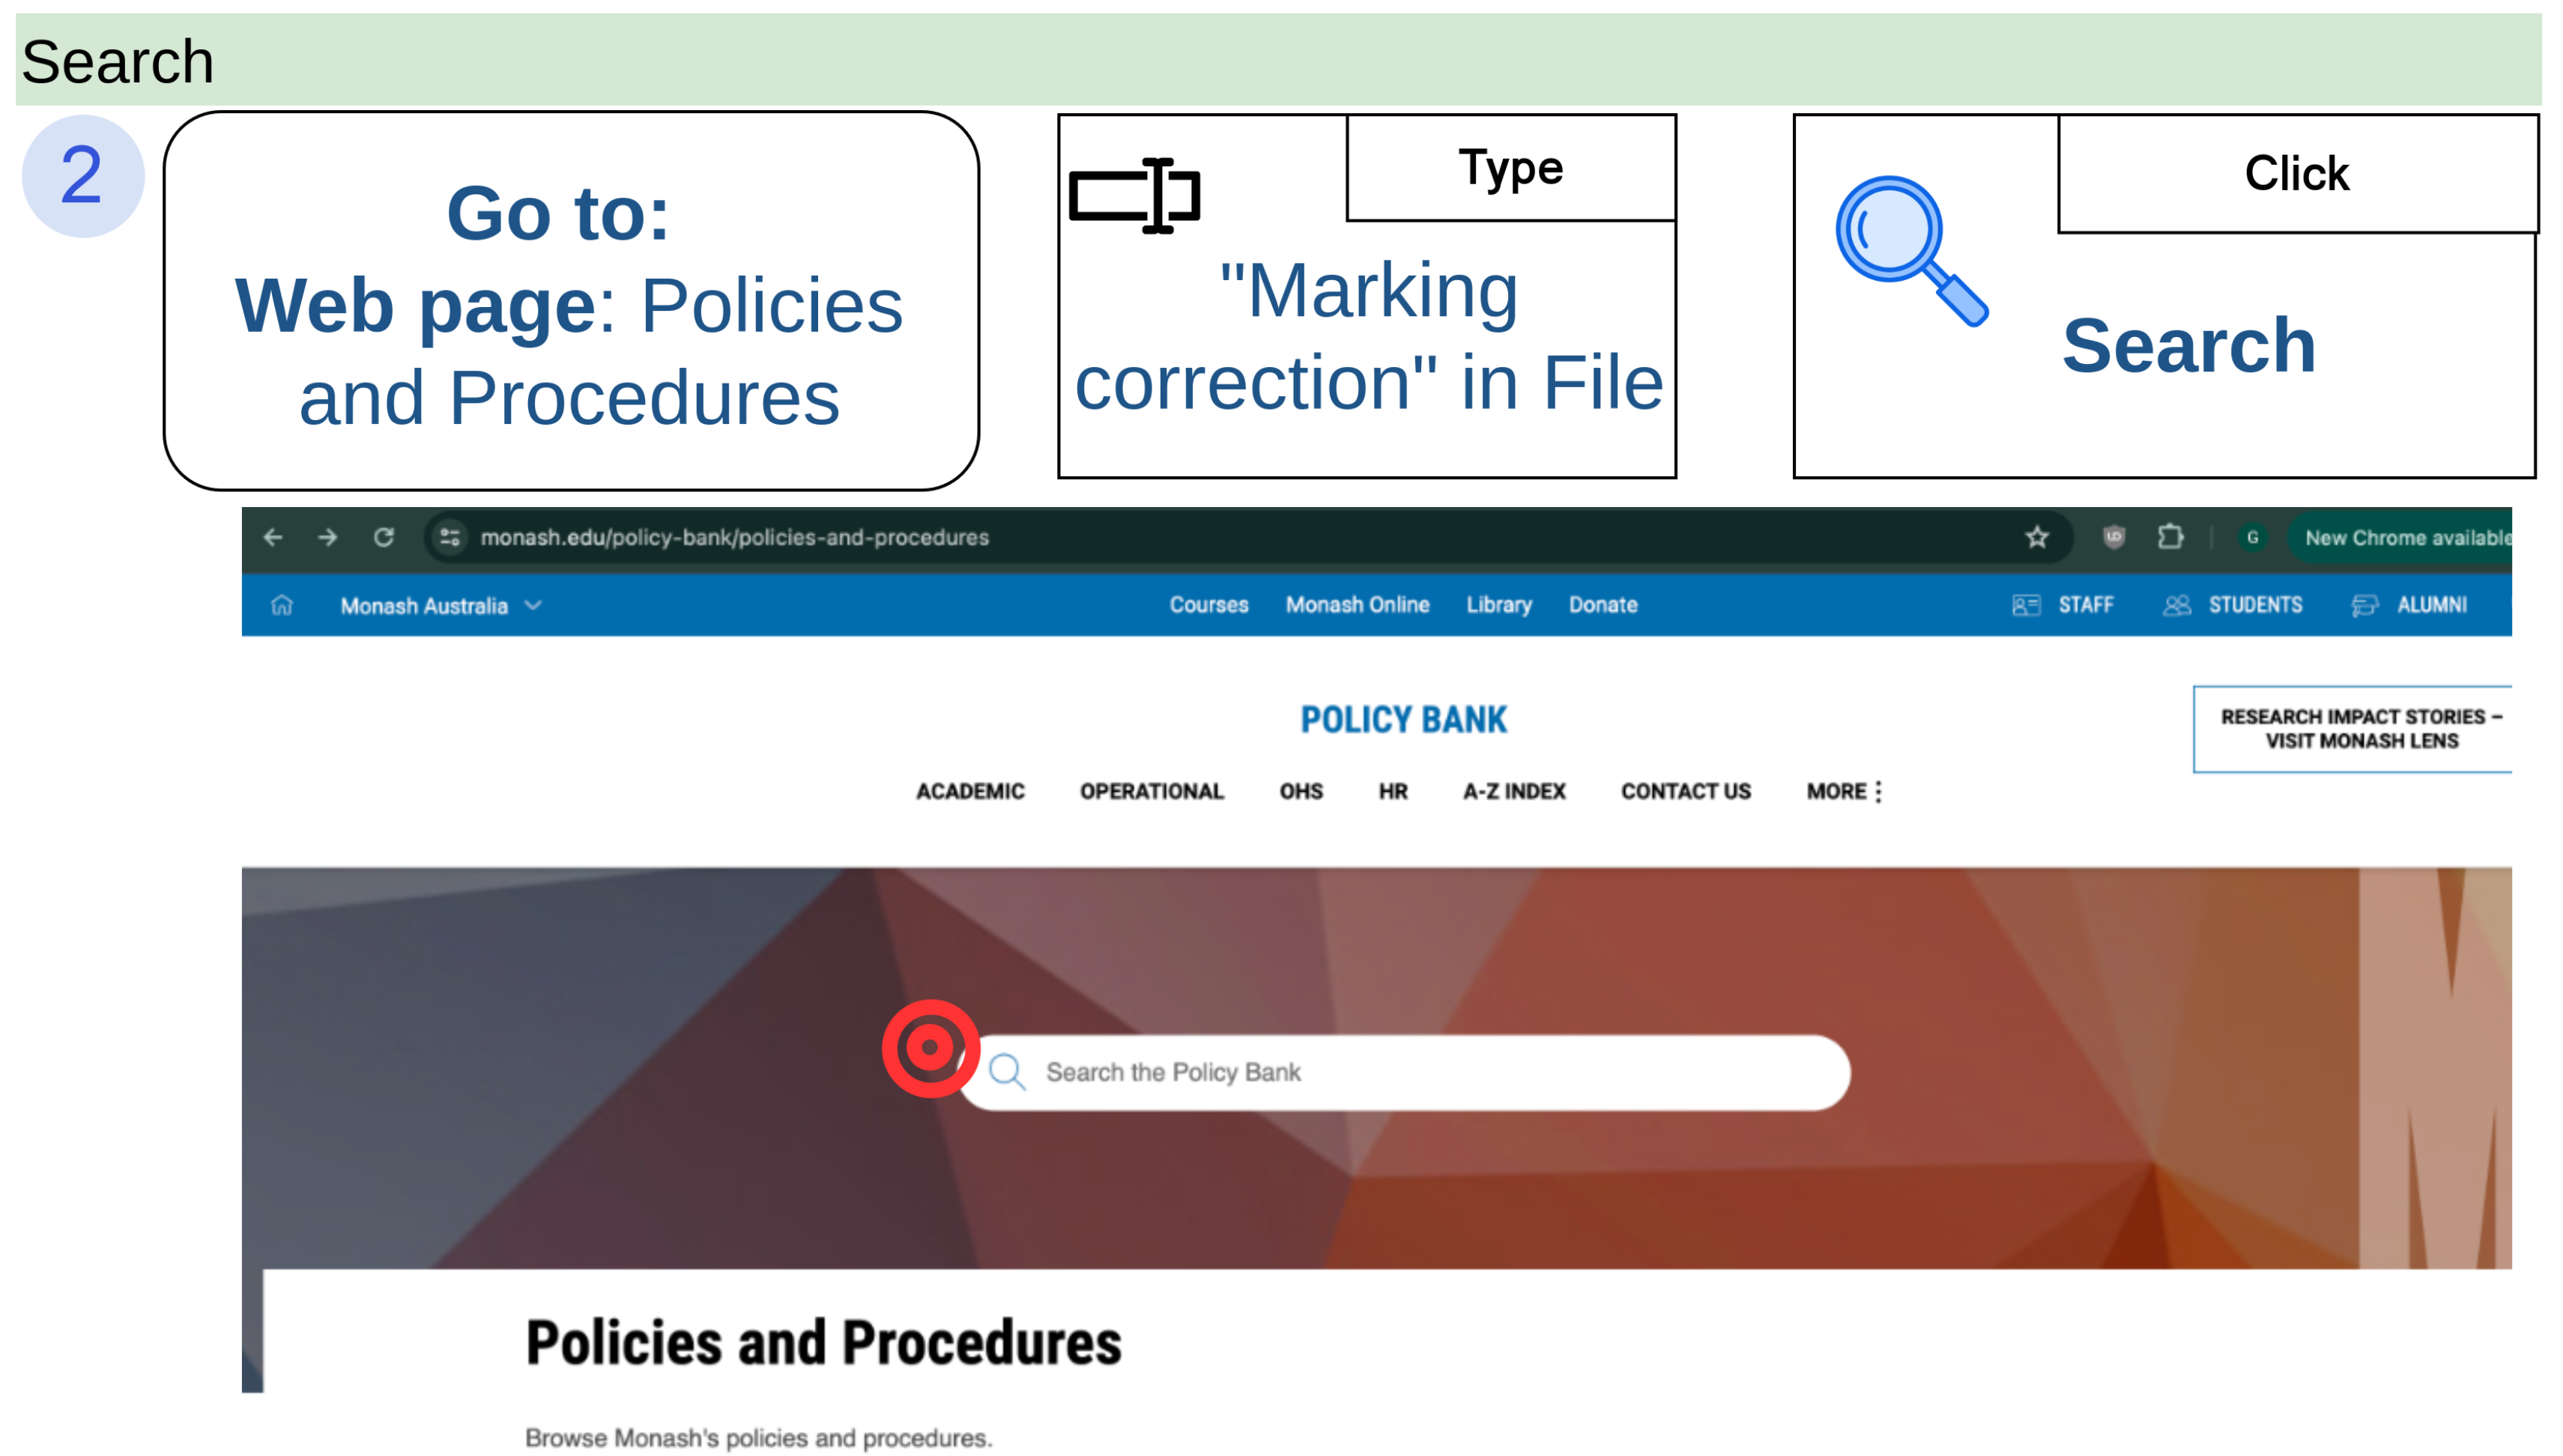 Search
2
Go to:
Web page: Policies
and Procedures
Type
"Marking
correction" in File
Click
Search
monash.edu/policy-bank/policies-and-procedures
G
New Chrome available
Monash Australia
Courses Monash Online Library Donate
STAFF STUDENTS ALUMNI
POLICY BANK
RESEARCH IMPACT STORIES –
VISIT MONASH LENS
ACADEMIC OPERATIONAL OHS HR A-Z INDEX CONTACT US MORE
Search the Policy Bank
Policies and Procedures
Browse Monash's policies and procedures.